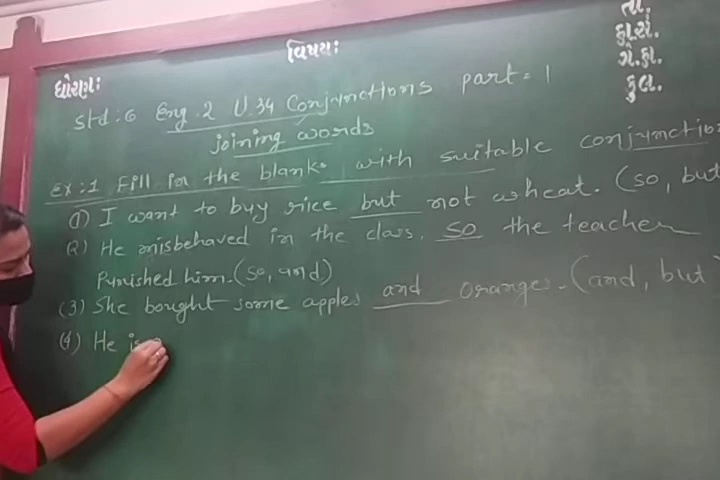 તા.
ધોરણ: વિષય: કા.સં.
ગે.હા.
કુલ.
Std: 6 Eng. 2 U.34 Conjunctions part = 1
joining words
Ex:1 Fill in the blanks with suitable conjunctio
(1) I want to buy rice but not wheat. (so, but
(2) He misbehaved in the class. so the teacher
Punished him. (so, and)
(3) She bought some apples and oranges. (and, but)
(4) He is